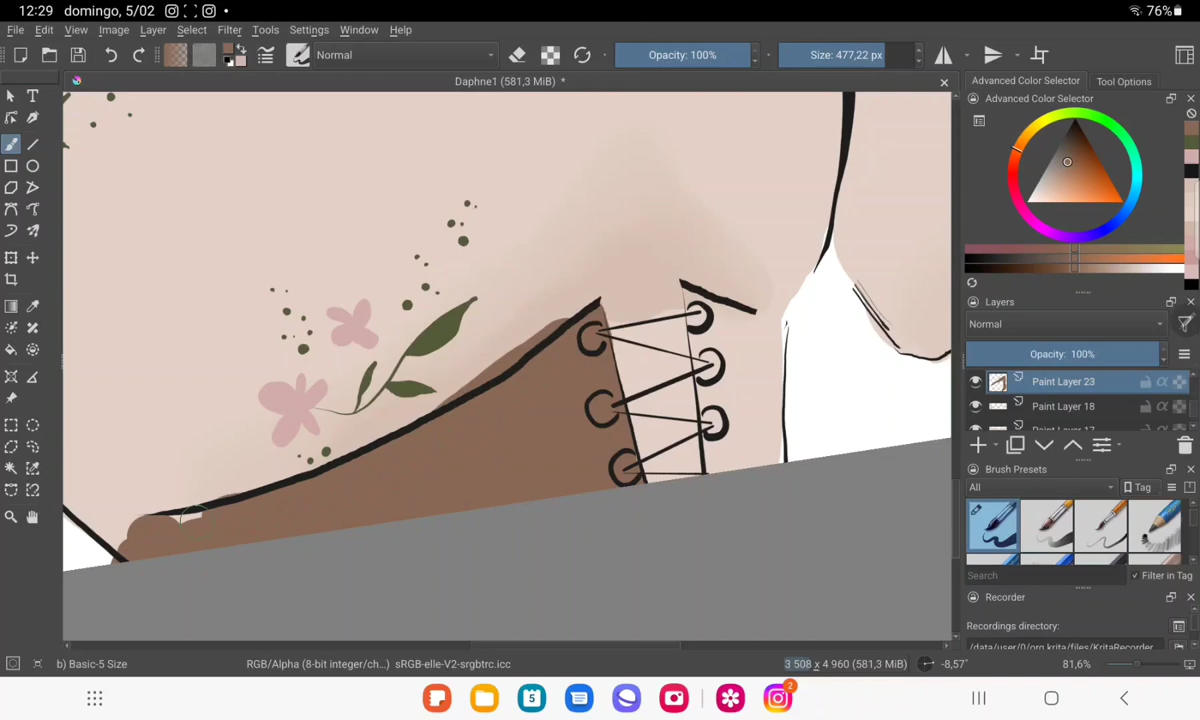 12:29 domingo, 5/02
76%
File Edit View Image Layer Select Filter Tools Settings Window Help
Normal
Opacity: 100%
Size: 477,22 px
Daphne1 (581,3 MiB) *
Advanced Color Selector
Tool Options
Advanced Color Selector
Layers
Normal
Opacity: 100%
Paint Layer 23
Paint Layer 18
Paint Layer 17
Brush Presets
All
Tag
Search
Filter in Tag
Recorder
Recordings directory:
/data/user/0/org.krita/files/KritaRecorder
b) Basic-5 Size
RGB/Alpha (8-bit integer/ch...) sRGB-elle-V2-srgbtrc.icc
3 508 x 4 960 (581,3 MiB)
-8,57°
81,6%
5
2